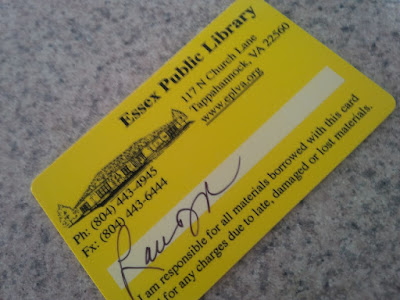 Essex Public Library
117 N Church Lane
Tappahannock, VA 22560
www.eplva.org
Ph: (804) 443-4945
Fx: (804) 443-6444
I am responsible for all materials borrowed with this card
for any charges due to late, damaged or lost materials.